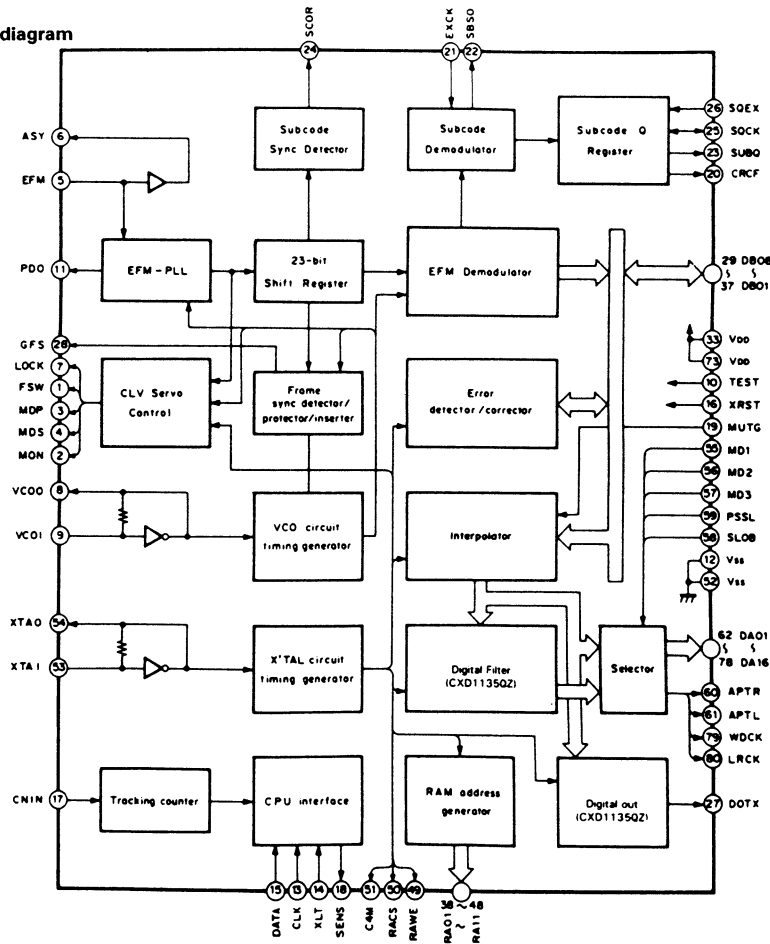 diagram
SCOR
EXCK
SBSO
24
21
22
ASY
6
EFM
5
Subcode
Sync Detector
Subcode
Demodulator
Subcode Q
Register
26 SQEX
25 SQCK
23 SUBQ
20 CRCF
PDO 11
EFM-PLL
23-bit
Shift Register
EFM Demodulator
29 DB08
37 DB01
GFS 28
LOCK 7
FSW 1
MDP 3
MDS 4
MON 2
CLV Servo
Control
Frame
sync detector/
protector/inserter
Error
detector/corrector
33 VDD
73 VDD
10 TEST
16 XRST
19 MUTG
55 MD1
56 MD2
57 MD3
59 PSSL
58 SLOB
12 Vss
52 Vss
VCOO 8
VCOI 9
VCO circuit
timing generator
Interpolator
XTAO 54
XTAI 53
X'TAL circuit
timing generator
Digital Filter
(CXD1135QZ)
Selector
62 DA01
78 DA16
60 APTR
61 APTL
79 WDCK
80 LRCK
CNIN 17
Tracking counter
CPU interface
RAM address
generator
Digital out
(CXD1135QZ)
27 DOTX
15
13
14
18
51
50
49
38 ~ 48
DATA
CLK
XLT
SENS
C4M
RACS
RAWE
RA01 ~ RA11